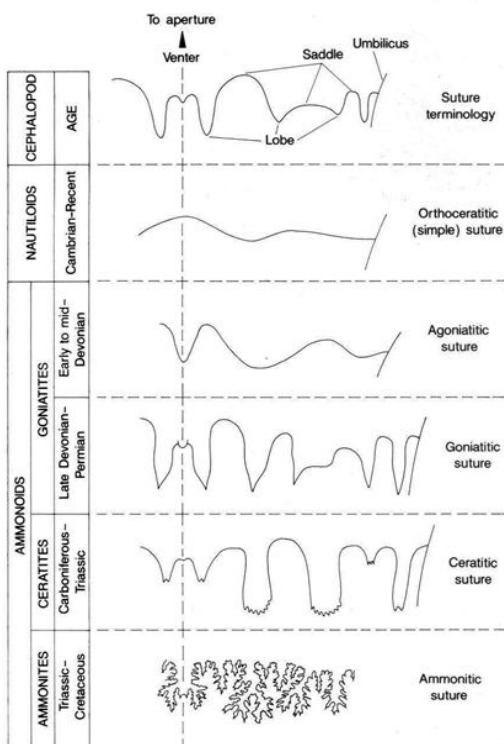 To aperture
Venter
Saddle
Umbilicus
Lobe
CEPHALOPOD
AGE
Suture
terminology
NAUTILOIDS
Cambrian-Recent
Orthoceratitic
(simple) suture
AMMONOIDS
GONIATITES
Early to mid-
Devonian
Agoniatitic
suture
Late Devonian-
Permian
Goniatitic
suture
CERATITES
Carboniferous-
Triassic
Ceratitic
suture
AMMONITES
Triassic-
Cretaceous
Ammonitic
suture